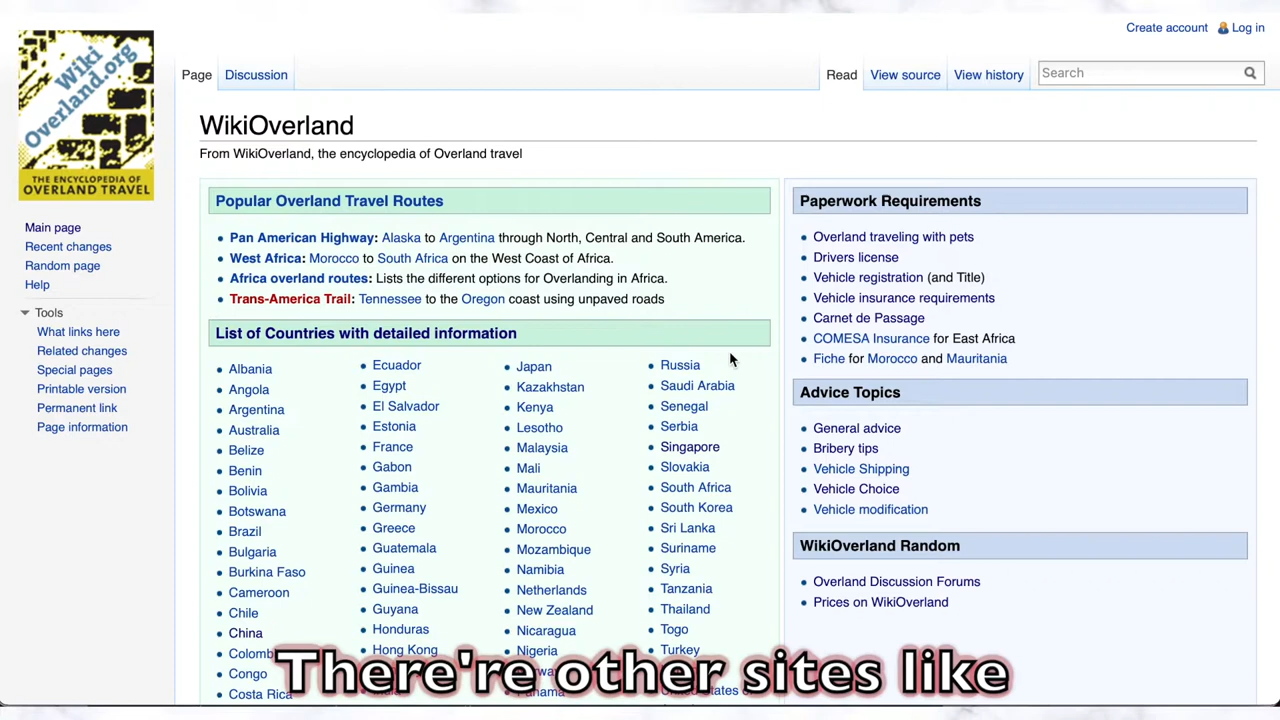 Create account
Log in
Wiki
Overland.org
THE ENCYCLOPEDIA OF
OVERLAND TRAVEL
Page
Discussion
Read
View source
View history
Search
Main page
Recent changes
Random page
Help
Tools
What links here
Related changes
Special pages
Printable version
Permanent link
Page information
WikiOverland
From WikiOverland, the encyclopedia of Overland travel
Popular Overland Travel Routes
Pan American Highway: Alaska to Argentina through North, Central and South America.
West Africa: Morocco to South Africa on the West Coast of Africa.
Africa overland routes: Lists the different options for Overlanding in Africa.
Trans-America Trail: Tennessee to the Oregon coast using unpaved roads
List of Countries with detailed information
Albania
Angola
Argentina
Australia
Belize
Benin
Bolivia
Botswana
Brazil
Bulgaria
Burkina Faso
Cameroon
Chile
China
Congo
Costa Rica
Ecuador
Egypt
El Salvador
Estonia
France
Gabon
Gambia
Germany
Greece
Guatemala
Guinea
Guinea-Bissau
Guyana
Honduras
Hong Kong
Japan
Kazakhstan
Kenya
Lesotho
Malaysia
Mali
Mauritania
Mexico
Morocco
Mozambique
Namibia
Netherlands
New Zealand
Nicaragua
Nigeria
Panama
Russia
Saudi Arabia
Senegal
Serbia
Singapore
Slovakia
South Africa
South Korea
Sri Lanka
Suriname
Syria
Tanzania
Thailand
Togo
Turkey
Paperwork Requirements
Overland traveling with pets
Drivers license
Vehicle registration (and Title)
Vehicle insurance requirements
Carnet de Passage
COMESA Insurance for East Africa
Fiche for Morocco and Mauritania
Advice Topics
General advice
Bribery tips
Vehicle Shipping
Vehicle Choice
Vehicle modification
WikiOverland Random
Overland Discussion Forums
Prices on WikiOverland
There're other sites like